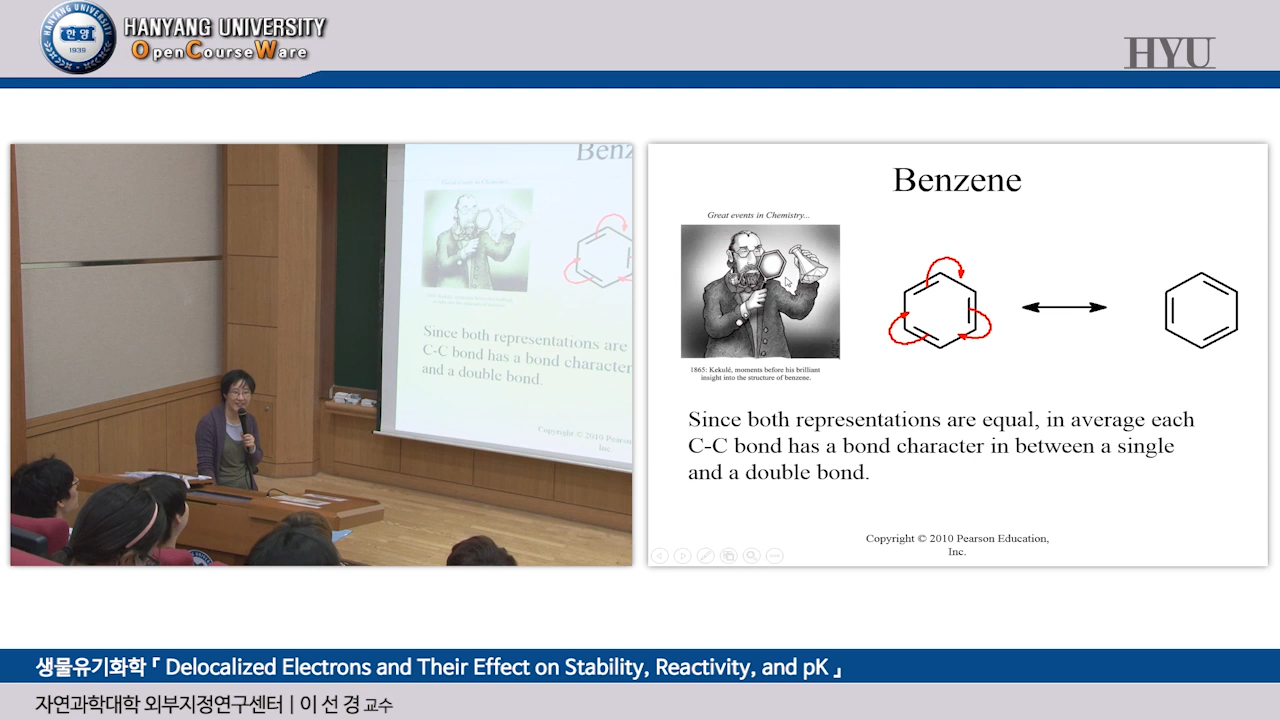 HANYANG UNIVERSITY
OpenCourseWare
한양
1939
HYU
Benz
Since both representations are
C-C bond has a bond character
and a double bond.
Copyright © 2010 Pearson
Inc.
Benzene
Great events in Chemistry...
1865: Kekulé, moments before his brilliant
insight into the structure of benzene.
Since both representations are equal, in average each
C-C bond has a bond character in between a single
and a double bond.
Copyright © 2010 Pearson Education,
Inc.
생물유기화학「 Delocalized Electrons and Their Effect on Stability, Reactivity, and pK 」
자연과학대학 외부지정연구센터 | 이 선 경 교수